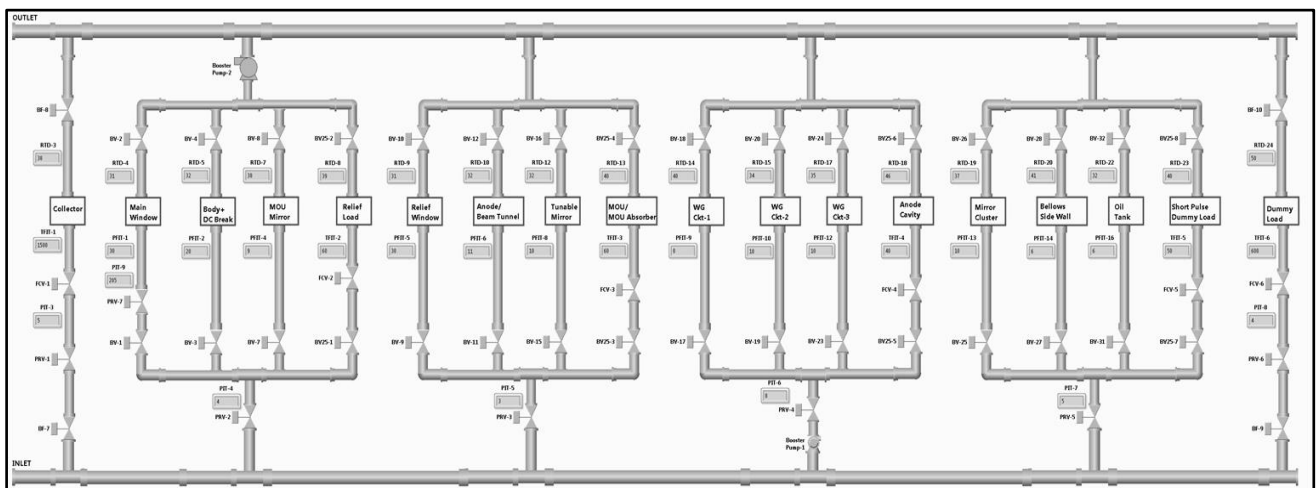 OUTLET
Booster
Pump-2
BF-8
BV-2
BV-4
BV-8
BV25-2
BV-10
BV-12
BV-16
BV25-4
BV-18
BV-20
BV-24
BV25-6
BV-26
BV-28
BV-32
BV25-8
BF-10
RTD-3
38
RTD-4
31
RTD-5
32
RTD-7
38
RTD-8
39
RTD-9
31
RTD-10
32
RTD-12
32
RTD-13
40
RTD-14
40
RTD-15
34
RTD-17
35
RTD-18
46
RTD-19
37
RTD-20
41
RTD-22
32
RTD-23
40
RTD-24
50
Collector
Main
Window
Body+
DC Break
MOU
Mirror
Relief
Load
Relief
Window
Anode/
Beam Tunnel
Tunable
Mirror
MOU/
MOU Absorber
WG
Ckt-1
WG
Ckt-2
WG
Ckt-3
Anode
Cavity
Mirror
Cluster
Bellows
Side Wall
Oil
Tank
Short Pulse
Dummy Load
Dummy
Load
TFIT-1
1500
PFIT-1
30
PFIT-2
20
PFIT-4
9
TFIT-2
60
PFIT-5
30
PFIT-6
11
PFIT-8
10
TFIT-3
60
PFIT-9
8
PFIT-10
10
PFIT-12
10
TFIT-4
40
PFIT-13
10
PFIT-14
6
PFIT-16
6
TFIT-5
50
TFIT-6
600
PIT-9
205
FCV-1
PRV-7
FCV-2
FCV-3
FCV-4
FCV-5
FCV-6
PIT-3
5
PIT-8
4
BV-1
BV-3
BV-7
BV25-1
BV-9
BV-11
BV-15
BV25-3
BV-17
BV-19
BV-23
BV25-5
BV-25
BV-27
BV-31
BV25-7
PRV-1
PRV-6
PIT-4
4
PIT-5
3
PIT-6
8
PIT-7
5
PRV-2
PRV-3
PRV-4
PRV-5
BF-7
BF-9
Booster
Pump-1
INLET